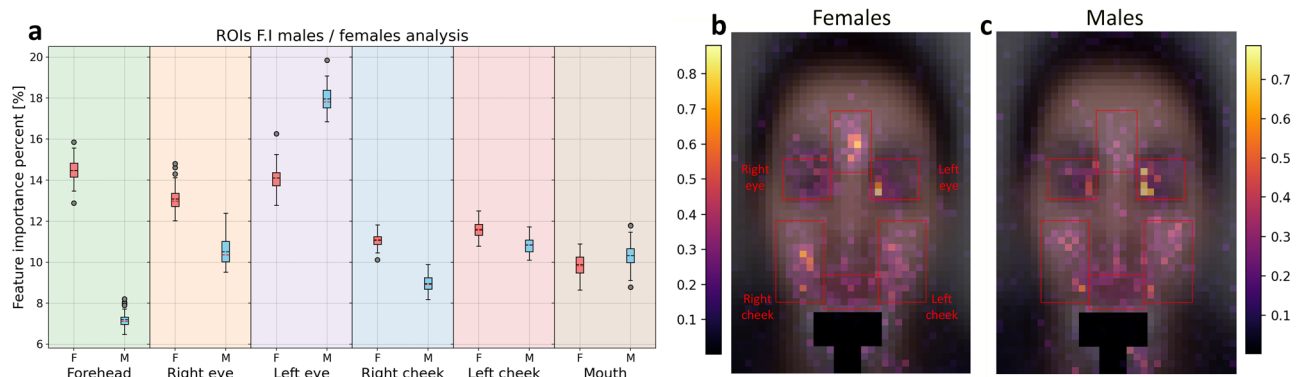 a
ROIs F.I males / females analysis
Feature importance percent [%]
20
18
16
14
12
10
8
6
F M F M F M F M F M F M
Forehead Right eye Left eye Right cheek Left cheek Mouth
b
Females
0.8
0.7
0.6
0.5
0.4
0.3
0.2
0.1
Right
eye
Left
eye
Right
cheek
Left
cheek
c
Males
0.7
0.6
0.5
0.4
0.3
0.2
0.1